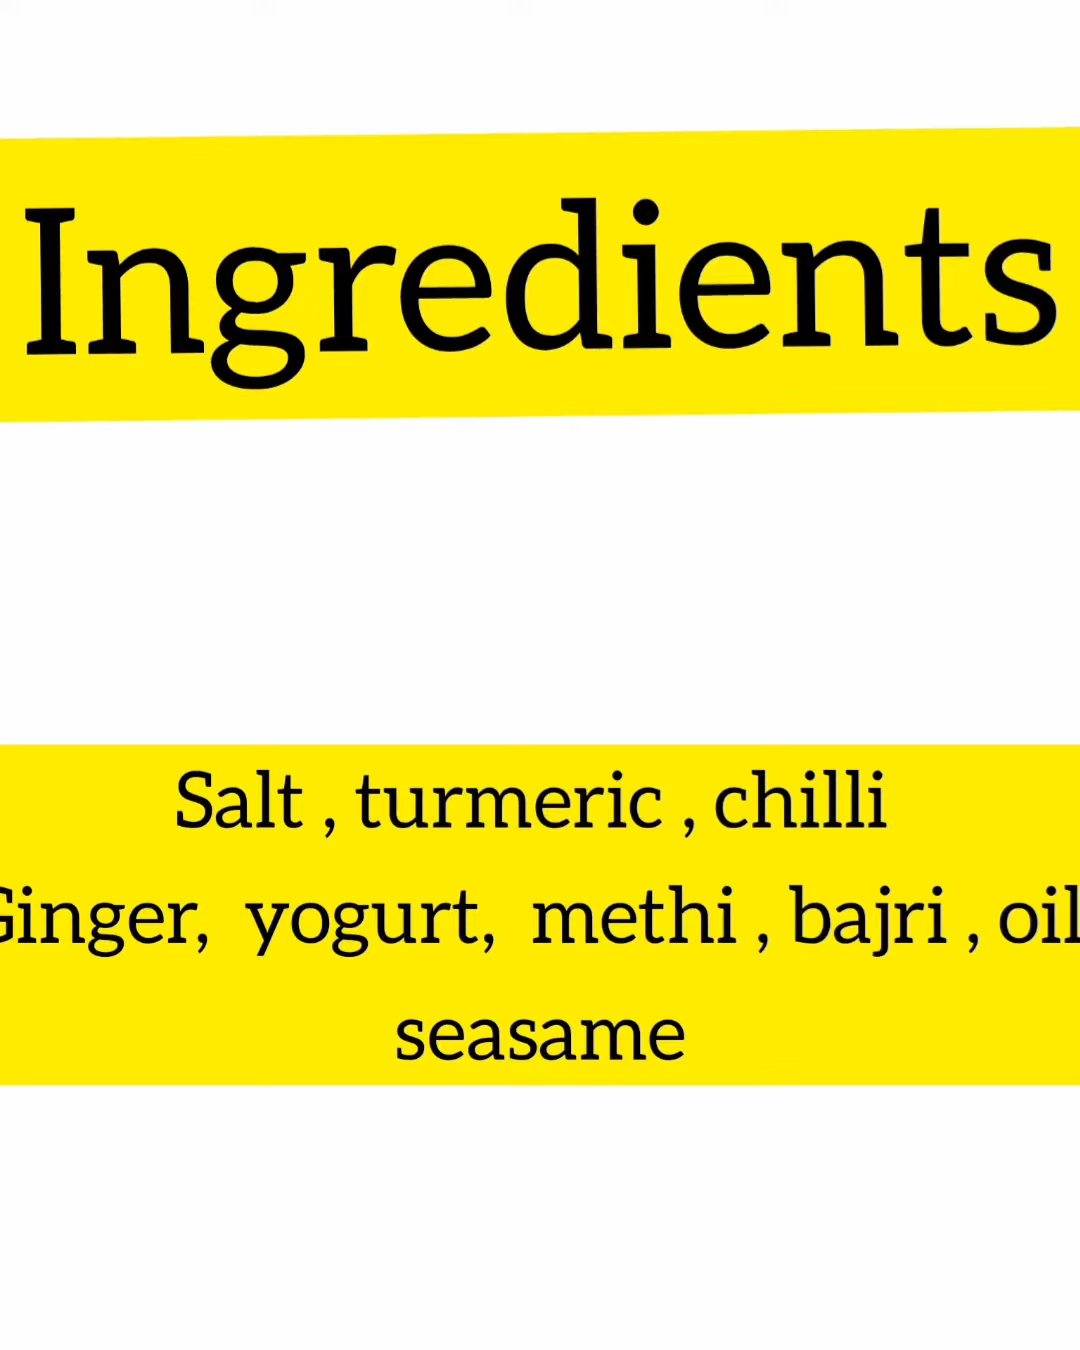 Ingredients
Salt , turmeric , chilli
Ginger, yogurt, methi , bajri , oil
seasame